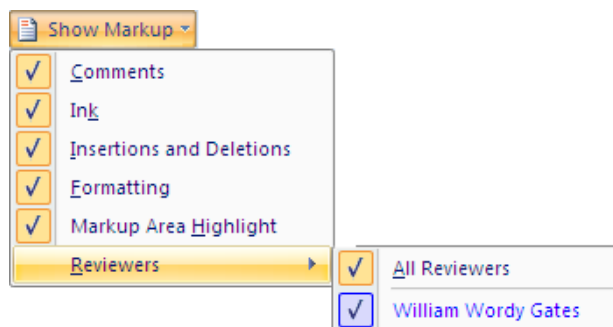 Show Markup
Comments
Ink
Insertions and Deletions
Formatting
Markup Area Highlight
Reviewers
All Reviewers
William Wordy Gates